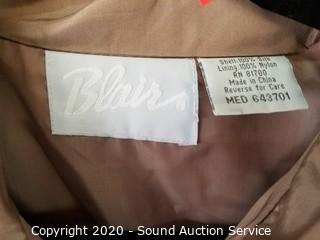 Blair
Shell:100% Silk
Lining 100% Nylon
RN 81700
Made in China
Reverse for Care
MED 643701
Copyright 2020 - Sound Auction Service